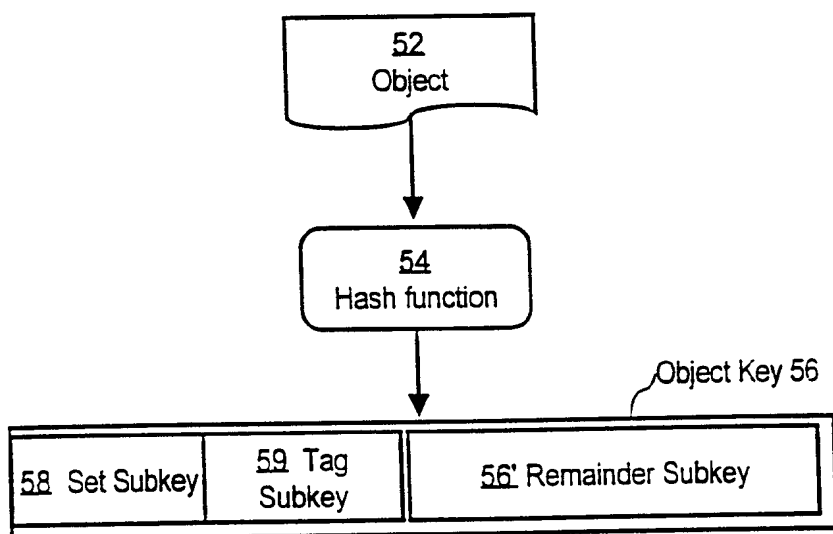 52
Object
54
Hash function
Object Key 56
58 Set Subkey
59 Tag
Subkey
56' Remainder Subkey